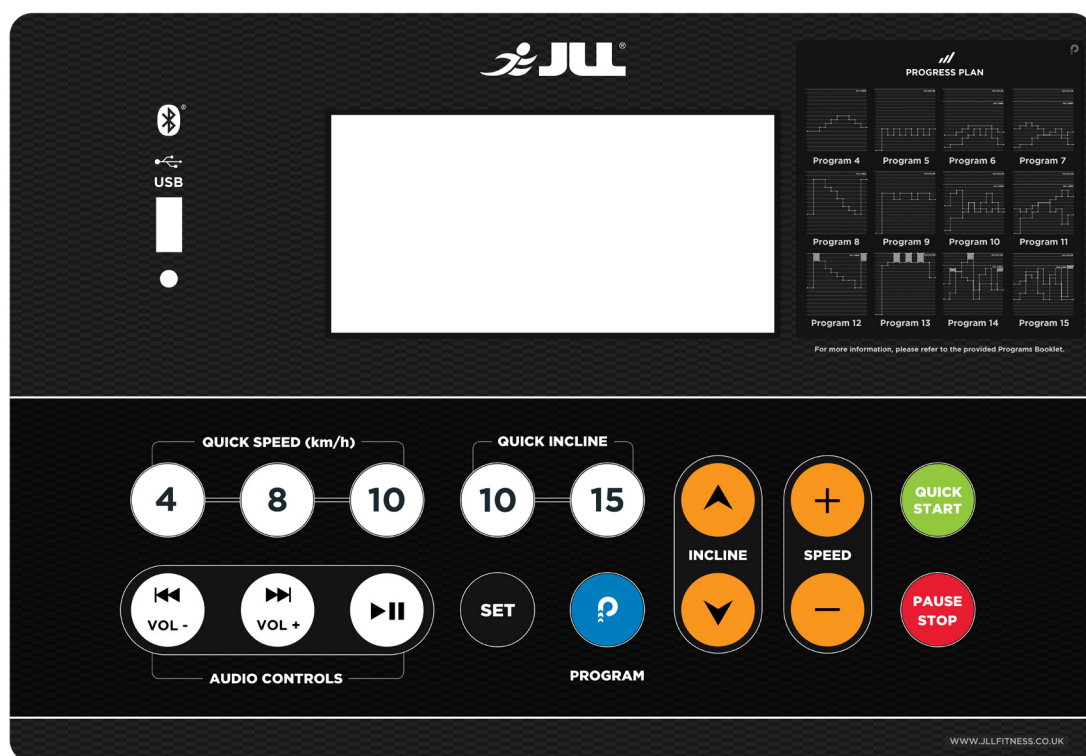 JLL®
USB
PROGRESS PLAN
Program 4 Program 5 Program 6 Program 7
Program 8 Program 9 Program 10 Program 11
Program 12 Program 13 Program 14 Program 15
For more information, please refer to the provided Programs Booklet.
QUICK SPEED (km/h)
4 8 10
QUICK INCLINE
10 15
INCLINE
SPEED
QUICK
START
VOL - VOL +
AUDIO CONTROLS
SET
PROGRAM
PAUSE
STOP
WWW.JLLFITNESS.CO.UK